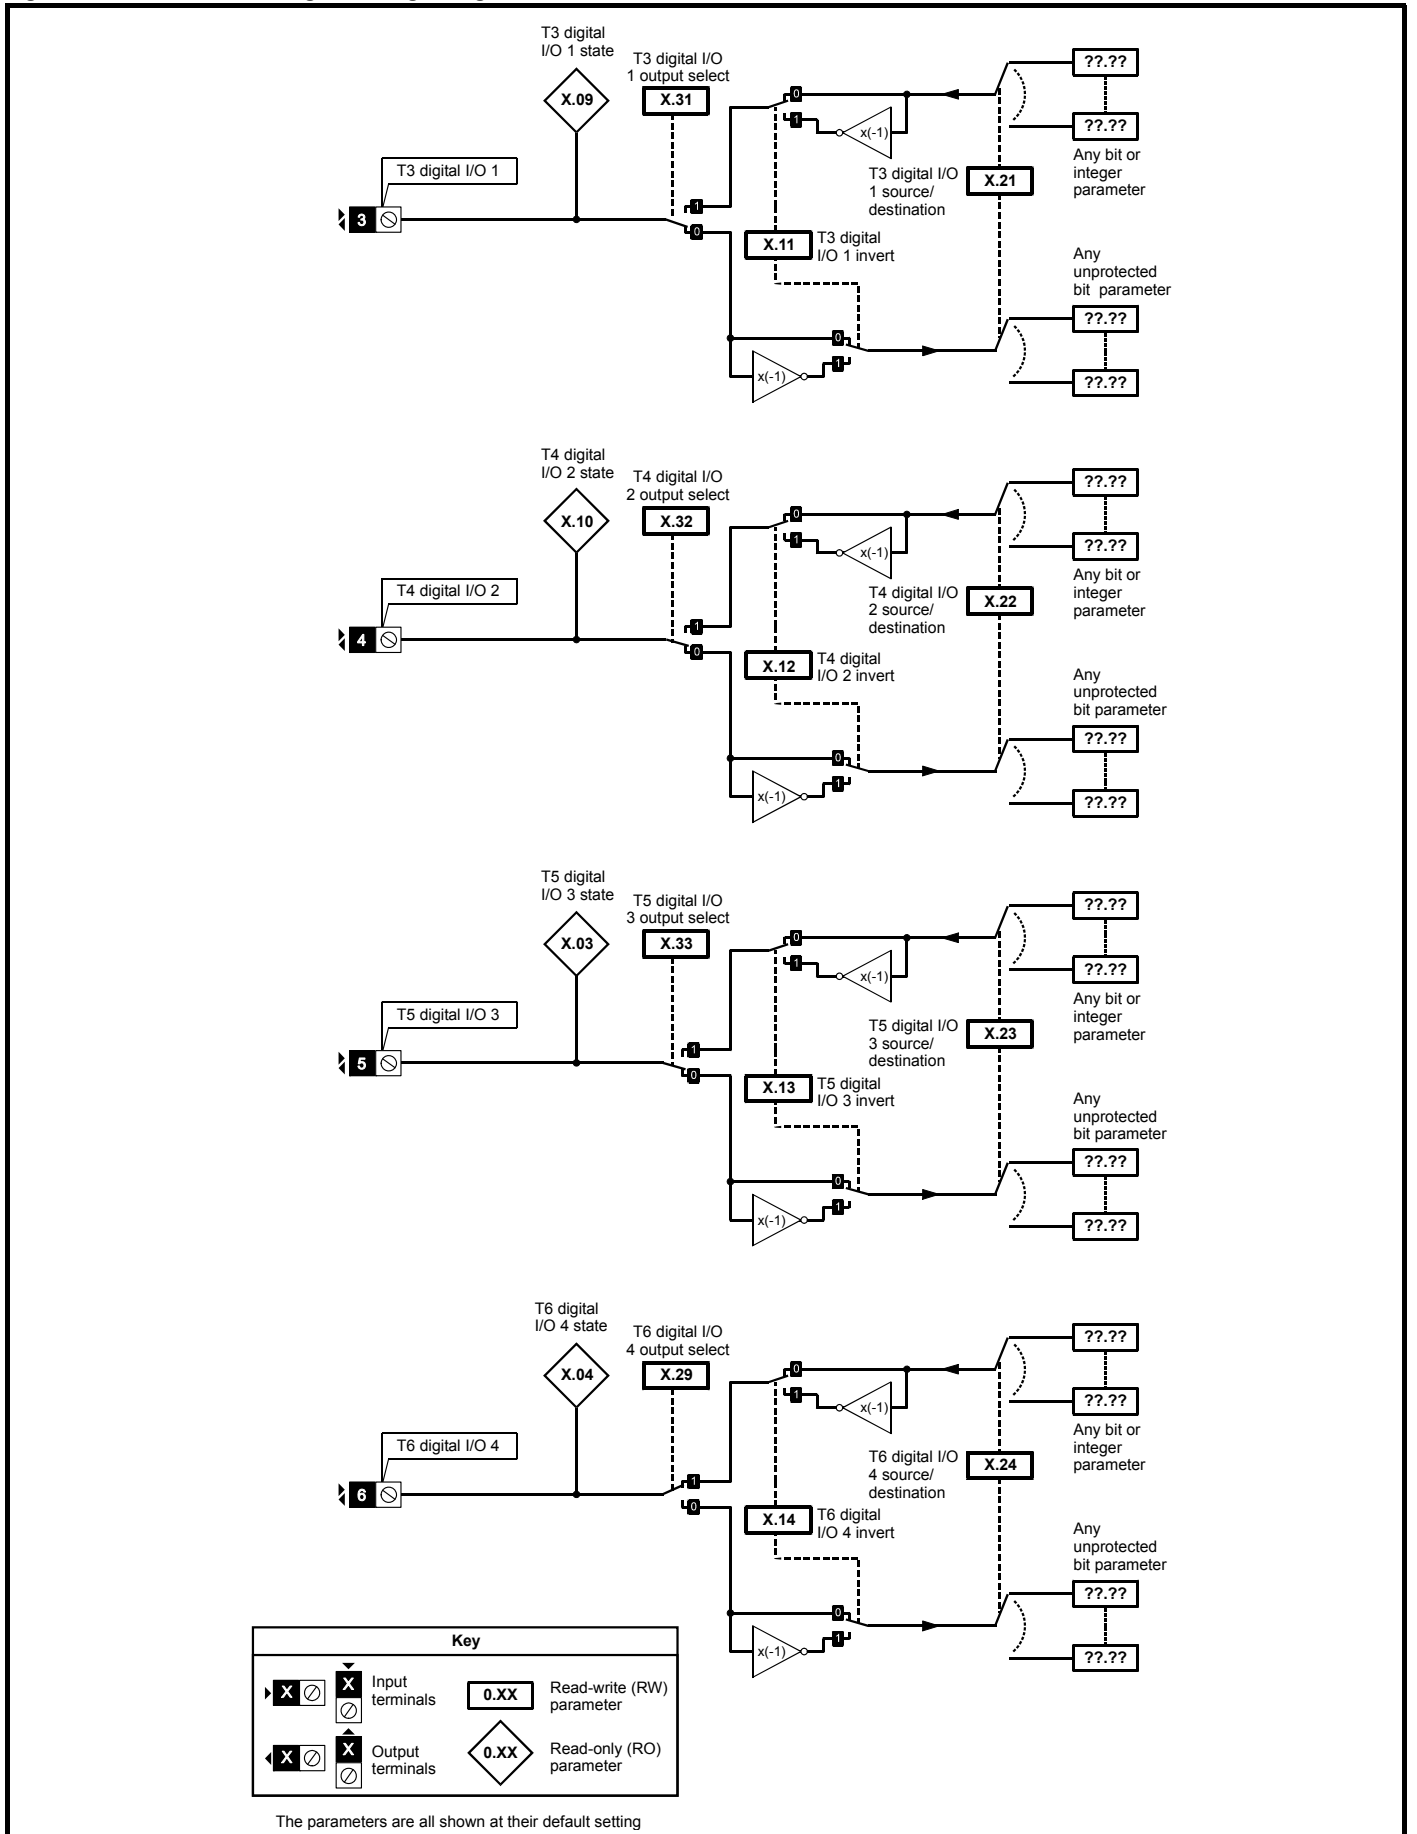 T3 digital
I/O 1 state
T3 digital I/O
1 output select
X.09
X.31
0
1
x(-1)
??.??
??.??
Any bit or
integer
parameter
T3 digital I/O 1
T3 digital I/O
1 source/
destination
X.21
3
1
0
X.11
T3 digital
I/O 1 invert
Any
unprotected
bit parameter
0
1
x(-1)
??.??
??.??
T4 digital
I/O 2 state
T4 digital I/O
2 output select
X.10
X.32
0
1
x(-1)
??.??
??.??
Any bit or
integer
parameter
T4 digital I/O 2
T4 digital I/O
2 source/
destination
X.22
4
1
0
X.12
T4 digital
I/O 2 invert
Any
unprotected
bit parameter
0
1
x(-1)
??.??
??.??
T5 digital
I/O 3 state
T5 digital I/O
3 output select
X.03
X.33
0
1
x(-1)
??.??
??.??
Any bit or
integer
parameter
T5 digital I/O 3
T5 digital I/O
3 source/
destination
X.23
5
1
0
X.13
T5 digital
I/O 3 invert
Any
unprotected
bit parameter
0
1
x(-1)
??.??
??.??
T6 digital
I/O 4 state
T6 digital I/O
4 output select
X.04
X.29
0
1
x(-1)
??.??
??.??
Any bit or
integer
parameter
T6 digital I/O 4
T6 digital I/O
4 source/
destination
X.24
6
1
0
X.14
T6 digital
I/O 4 invert
Any
unprotected
bit parameter
0
1
x(-1)
??.??
??.??
Key
X
X
Input
terminals
0.XX
Read-write (RW)
parameter
X
X
Output
terminals
0.XX
Read-only (RO)
parameter
The parameters are all shown at their default setting